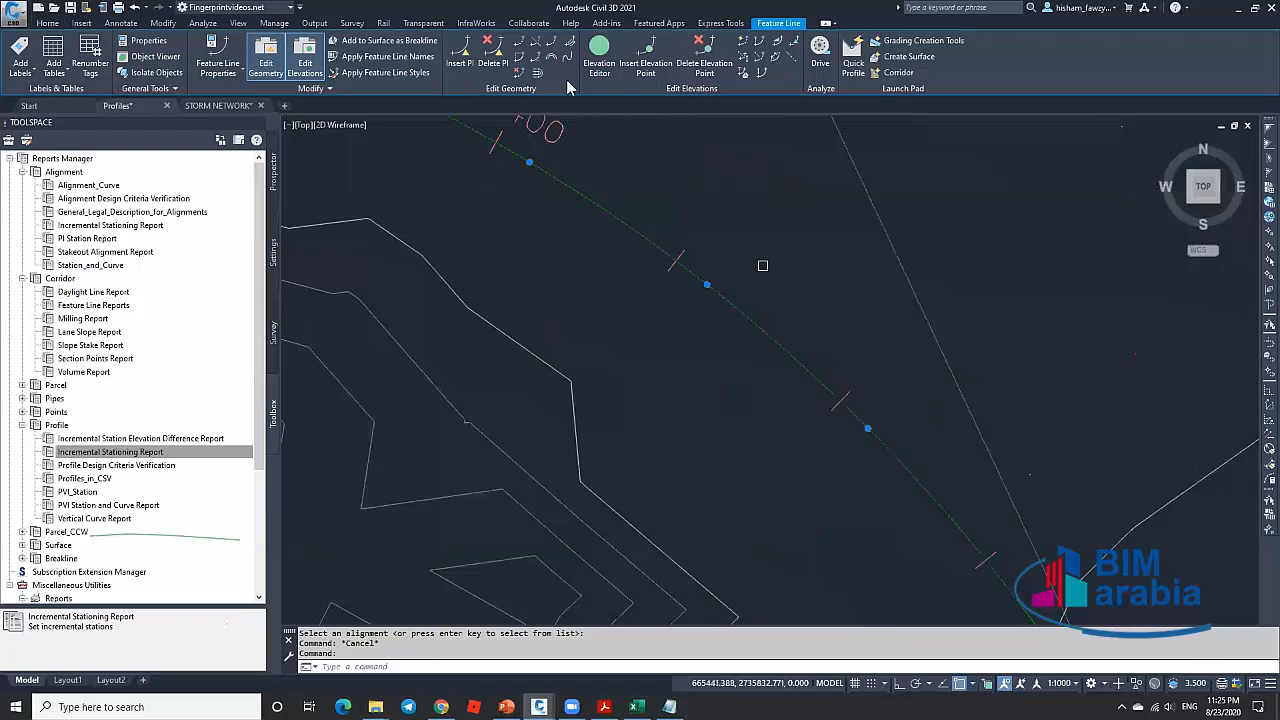 Fingerprintvideos.net
Autodesk Civil 3D 2021
Type a keyword or phrase
hisham_fawzy...
C3D
Home Insert Annotate Modify Analyze View Manage Output Survey Rail Transparent InfraWorks Collaborate Help Add-ins Featured Apps Express Tools Feature Line
Add Labels
Add Tables
Renumber Tags
Labels & Tables
Properties
Object Viewer
Isolate Objects
General Tools
Feature Line Properties
Edit Geometry
Edit Elevations
Add to Surface as Breakline
Apply Feature Line Names
Apply Feature Line Styles
Modify
Insert PI
Delete PI
Edit Geometry
Elevation Editor
Insert Elevation Point
Delete Elevation Point
Edit Elevations
Drive
Analyze
Quick Profile
Grading Creation Tools
Create Surface
Corridor
Launch Pad
Start Profiles* STORM NETWORK*
TOOLSPACE
[−][Top][2D Wireframe]
Reports Manager
Alignment
Alignment_Curve
Alignment Design Criteria Verification
General_Legal_Description_for_Alignments
Incremental Stationing Report
PI Station Report
Stakeout Alignment Report
Station_and_Curve
Corridor
Daylight Line Report
Feature Line Reports
Milling Report
Lane Slope Report
Slope Stake Report
Section Points Report
Volume Report
Parcel
Pipes
Points
Profile
Incremental Station Elevation Difference Report
Incremental Stationing Report
Profile Design Criteria Verification
Profiles_in_CSV
PVI_Station
PVI Station and Curve Report
Vertical Curve Report
Parcel_CCW
Surface
Breakline
Subscription Extension Manager
Miscellaneous Utilities
Reports
Prospector
Settings
Survey
Toolbox
N
W TOP E
S
WCS
BIM
arabia
Incremental Stationing Report
Set incremental stations
Select an alignment <or press enter key to select from list>:
Command: *Cancel*
Command:
Type a command
Model Layout1 Layout2
665441.388, 2735832.771, 0.000 MODEL 1:1000 3.500
Type here to search
ENG
11:25 PM
8/23/2020